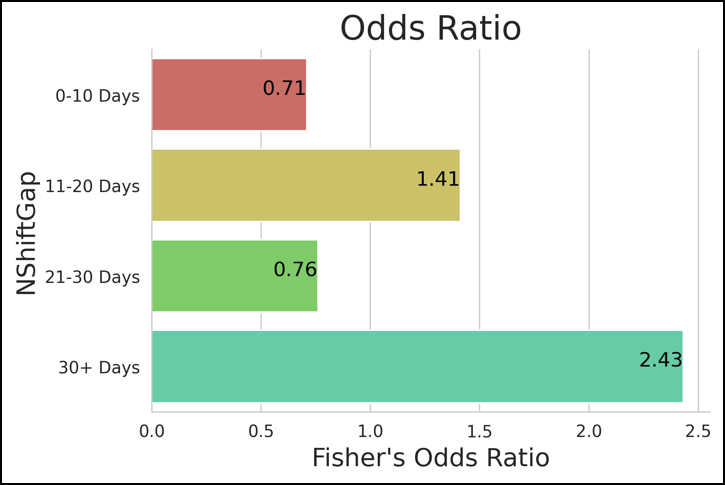 Odds Ratio
NShiftGap
0-10 Days
0.71
11-20 Days
1.41
21-30 Days
0.76
30+ Days
2.43
0.0 0.5 1.0 1.5 2.0 2.5
Fisher's Odds Ratio